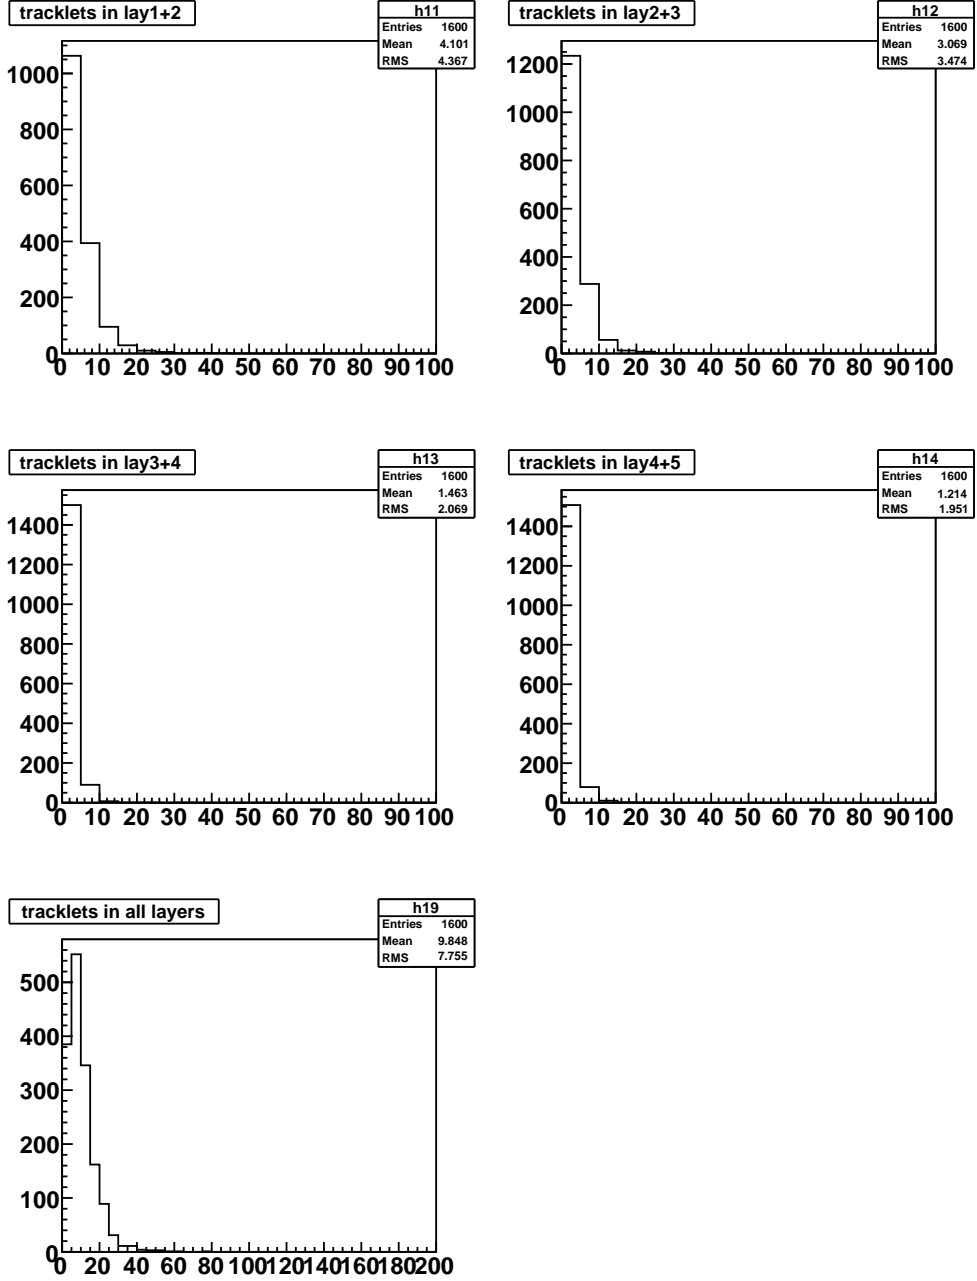 tracklets in lay1+2
h11
Entries 1600
Mean 4.101
RMS 4.367
1000
800
600
400
200
0
0 10 20 30 40 50 60 70 80 90 100
tracklets in lay2+3
h12
Entries 1600
Mean 3.069
RMS 3.474
1200
1000
800
600
400
200
0
0 10 20 30 40 50 60 70 80 90 100
tracklets in lay3+4
h13
Entries 1600
Mean 1.463
RMS 2.069
1400
1200
1000
800
600
400
200
0
0 10 20 30 40 50 60 70 80 90 100
tracklets in lay4+5
h14
Entries 1600
Mean 1.214
RMS 1.951
1400
1200
1000
800
600
400
200
0
0 10 20 30 40 50 60 70 80 90 100
tracklets in all layers
h19
Entries 1600
Mean 9.848
RMS 7.755
500
400
300
200
100
0
0 20 40 60 80 100 120 140 160 180 200